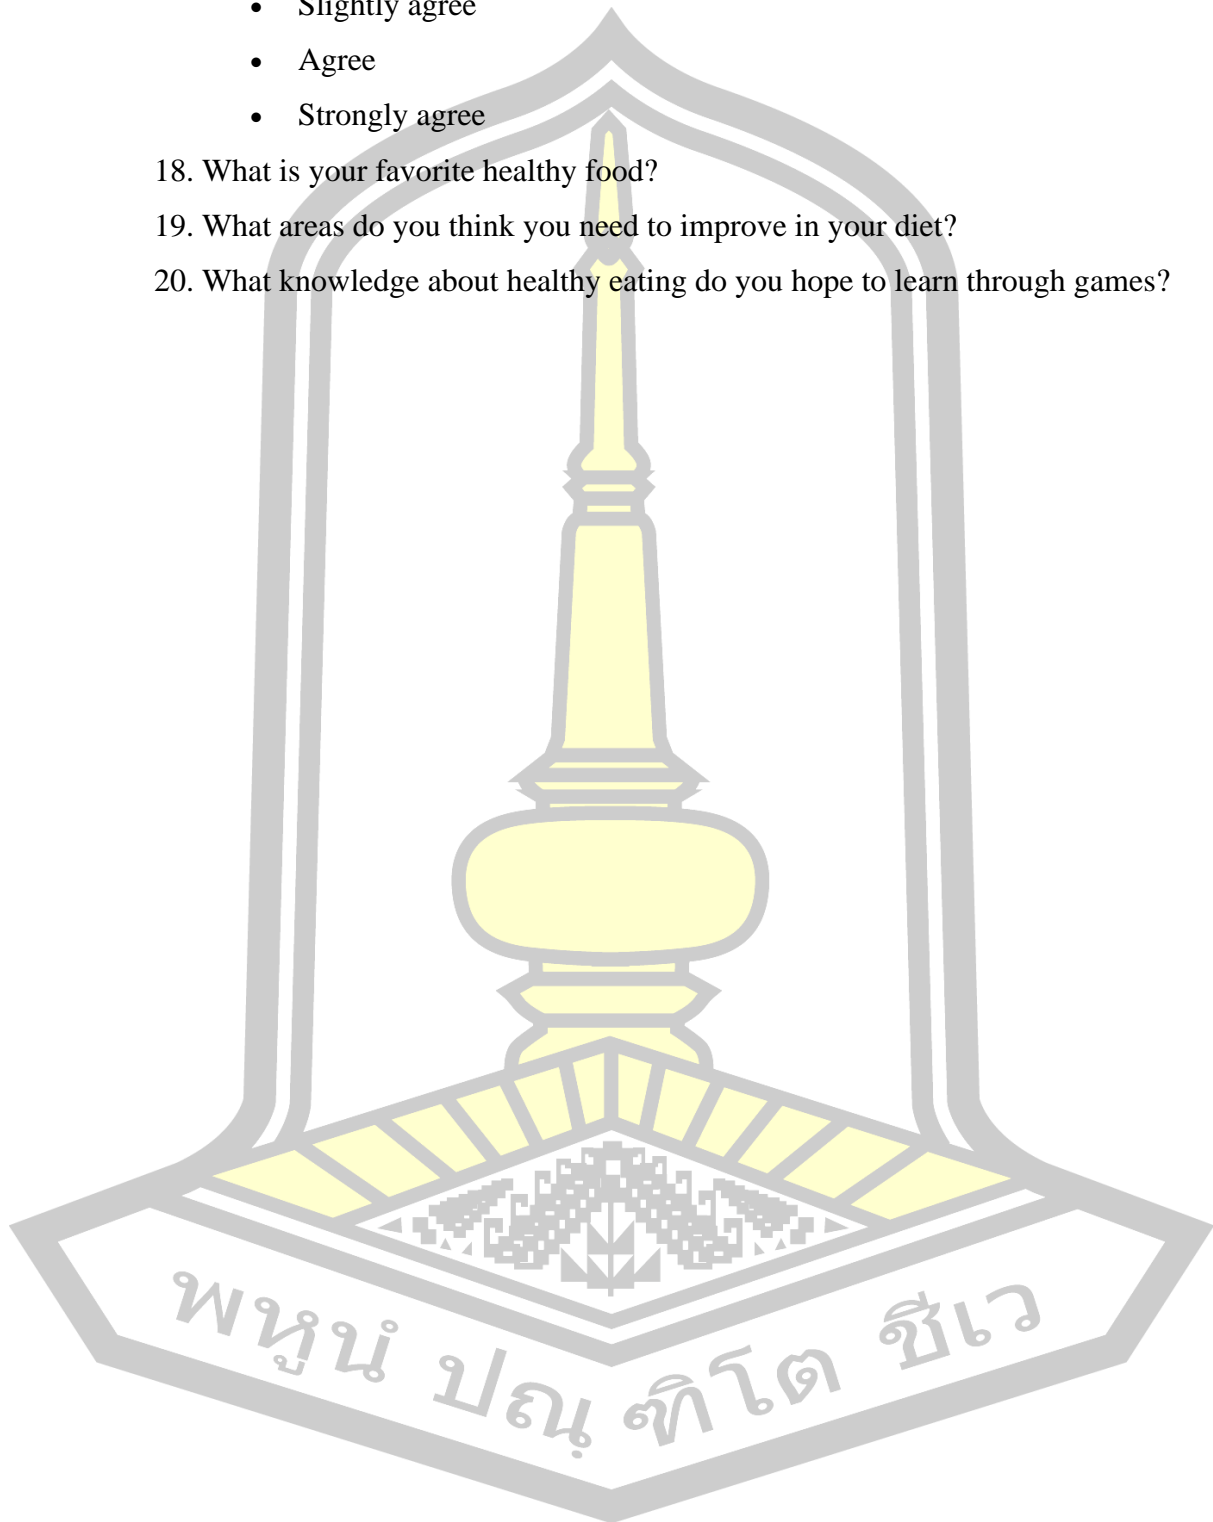 • Slightly agree
• Agree
• Strongly agree
18. What is your favorite healthy food?
19. What areas do you think you need to improve in your diet?
20. What knowledge about healthy eating do you hope to learn through games?
พหูนํ ปณฺฑิโต ชีเว